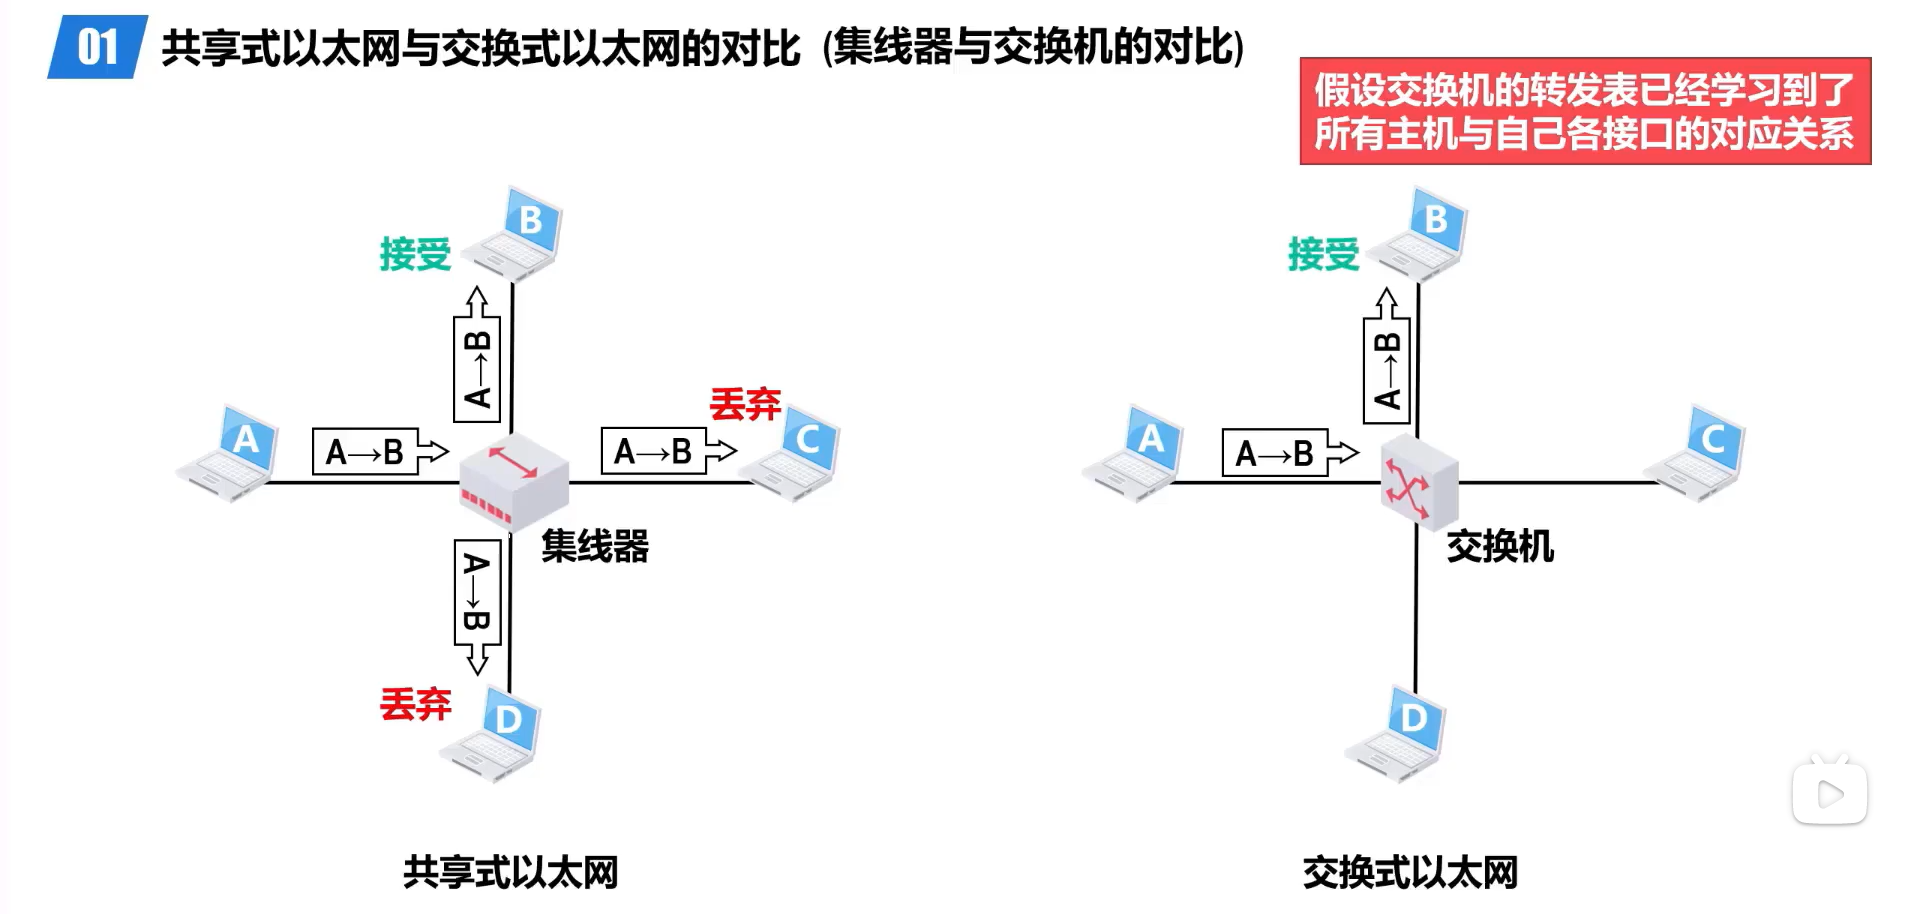 01 共享式以太网与交换式以太网的对比 (集线器与交换机的对比)
假设交换机的转发表已经学习到了
所有主机与自己各接口的对应关系
B
接受
A→B
A
A→B
丢弃
A→B
C
集线器
A→B
丢弃
D
共享式以太网
B
接受
A→B
A
A→B
C
交换机
D
交换式以太网